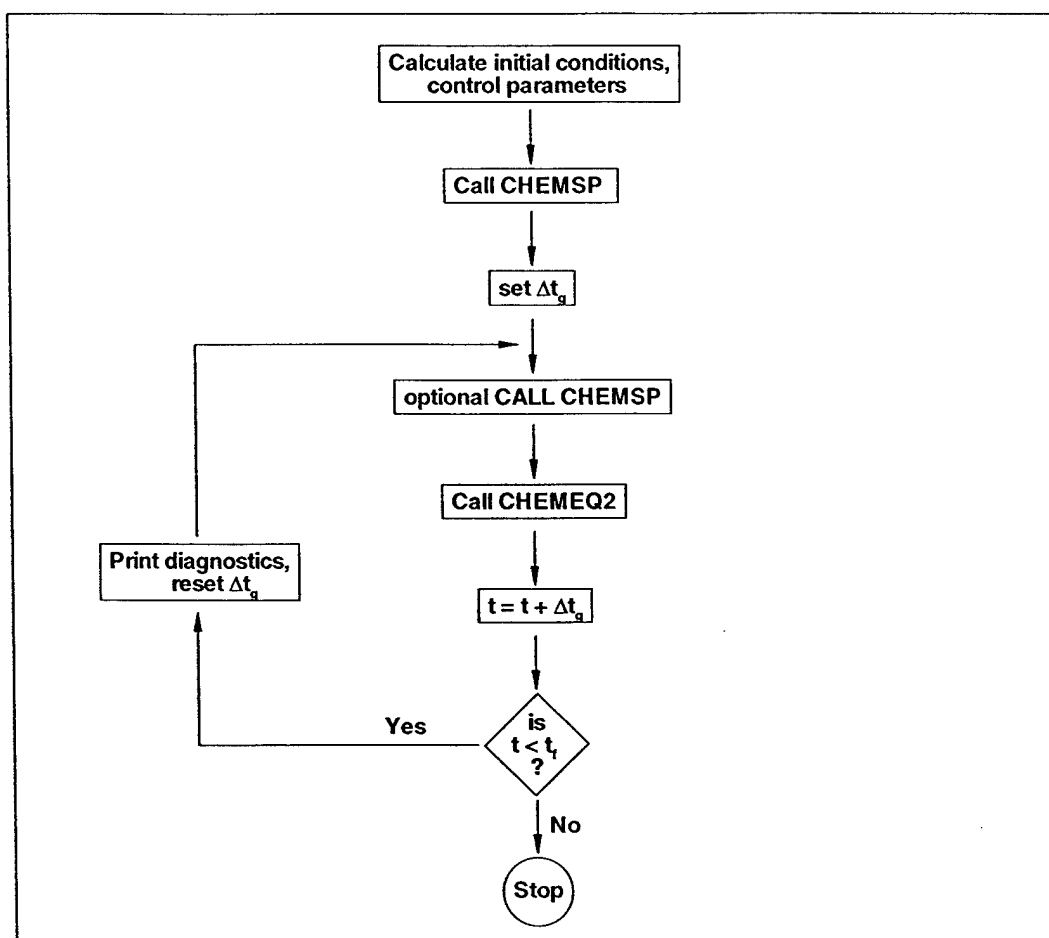 Calculate initial conditions,
control parameters
Call CHEMSP
set Δt_g
optional CALL CHEMSP
Call CHEMEQ2
Print diagnostics,
reset Δt_g
t = t + Δt_g
Yes
is
t < t_f
?
No
Stop